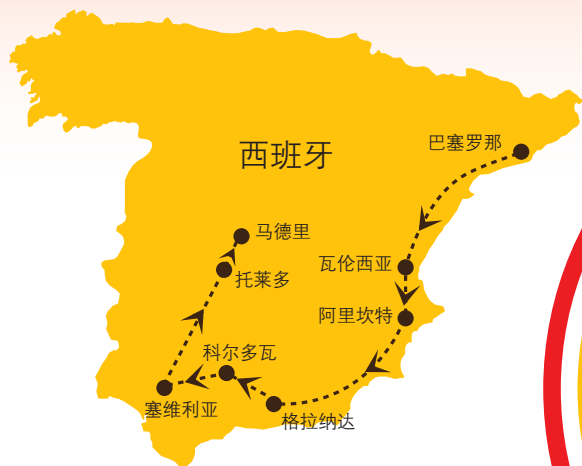 巴塞罗那
西班牙
马德里
瓦伦西亚
托莱多
阿里坎特
科尔多瓦
塞维利亚
格拉纳达